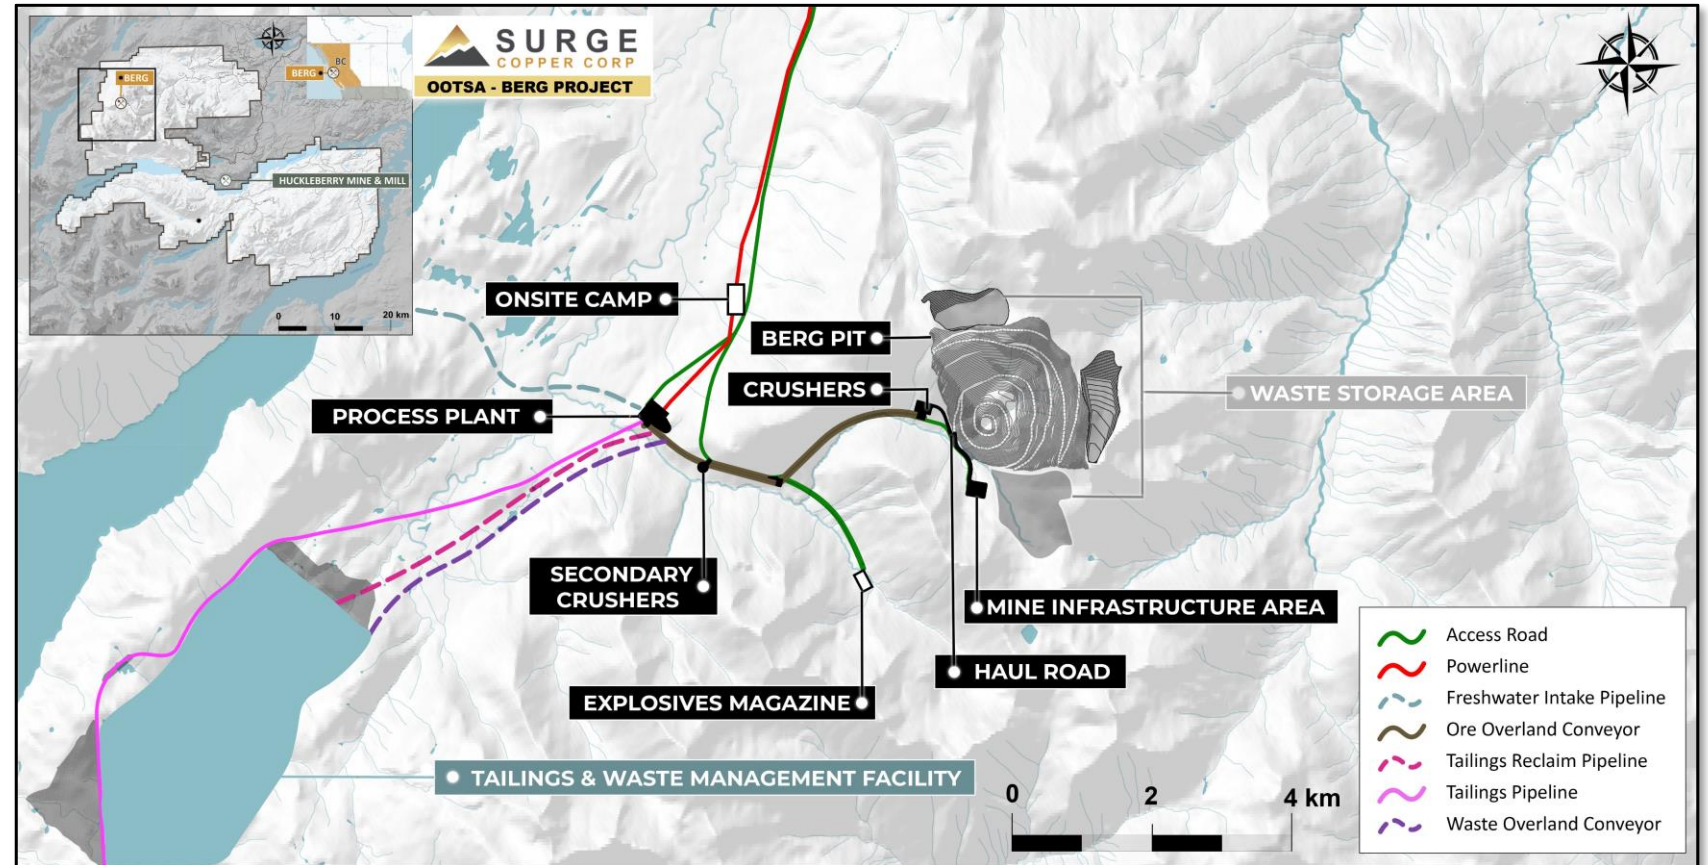 SURGE
COPPER CORP
OOTSA - BERG PROJECT
BERG
BERG
BC
HUCKLEBERRY MINE & MILL
0 10 20 km
ONSITE CAMP
BERG PIT
CRUSHERS
WASTE STORAGE AREA
PROCESS PLANT
SECONDARY
CRUSHERS
MINE INFRASTRUCTURE AREA
HAUL ROAD
EXPLOSIVES MAGAZINE
TAILINGS & WASTE MANAGEMENT FACILITY
0 2 4 km
Access Road
Powerline
Freshwater Intake Pipeline
Ore Overland Conveyor
Tailings Reclaim Pipeline
Tailings Pipeline
Waste Overland Conveyor